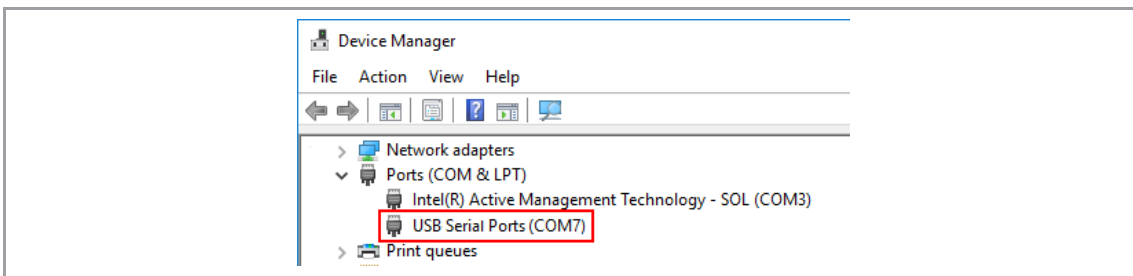 Device Manager
File Action View Help
Network adapters
Ports (COM & LPT)
Intel(R) Active Management Technology - SOL (COM3)
USB Serial Ports (COM7)
Print queues